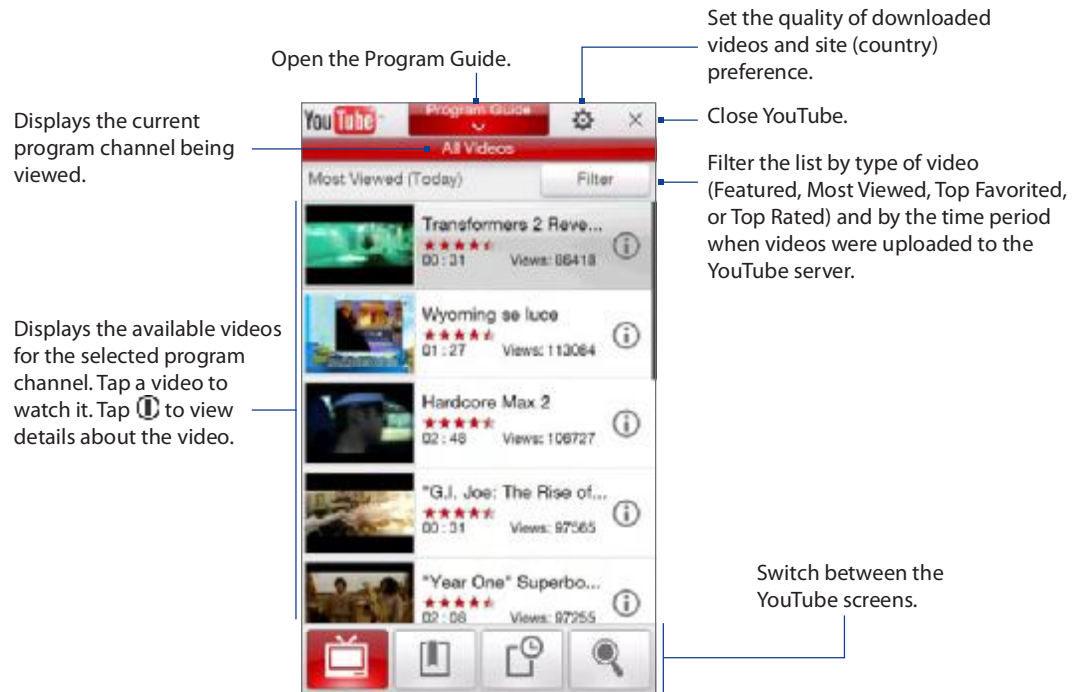 Set the quality of downloaded
videos and site (country)
preference.
Open the Program Guide.
Displays the current
program channel being
viewed.
YouTube
Program Guide
All Videos
Close YouTube.
Most Viewed (Today)
Filter
Filter the list by type of video
(Featured, Most Viewed, Top Favorited,
or Top Rated) and by the time period
when videos were uploaded to the
YouTube server.
Transformers 2 Reve...
00:31 Views: 86418
Wyoming se luce
01:27 Views: 113064
Displays the available videos
for the selected program
channel. Tap a video to
watch it. Tap to view
details about the video.
Hardcore Max 2
02:48 Views: 106727
"G.I. Joe: The Rise of...
00:31 Views: 97565
"Year One" Superbo...
02:08 Views: 97255
Switch between the
YouTube screens.